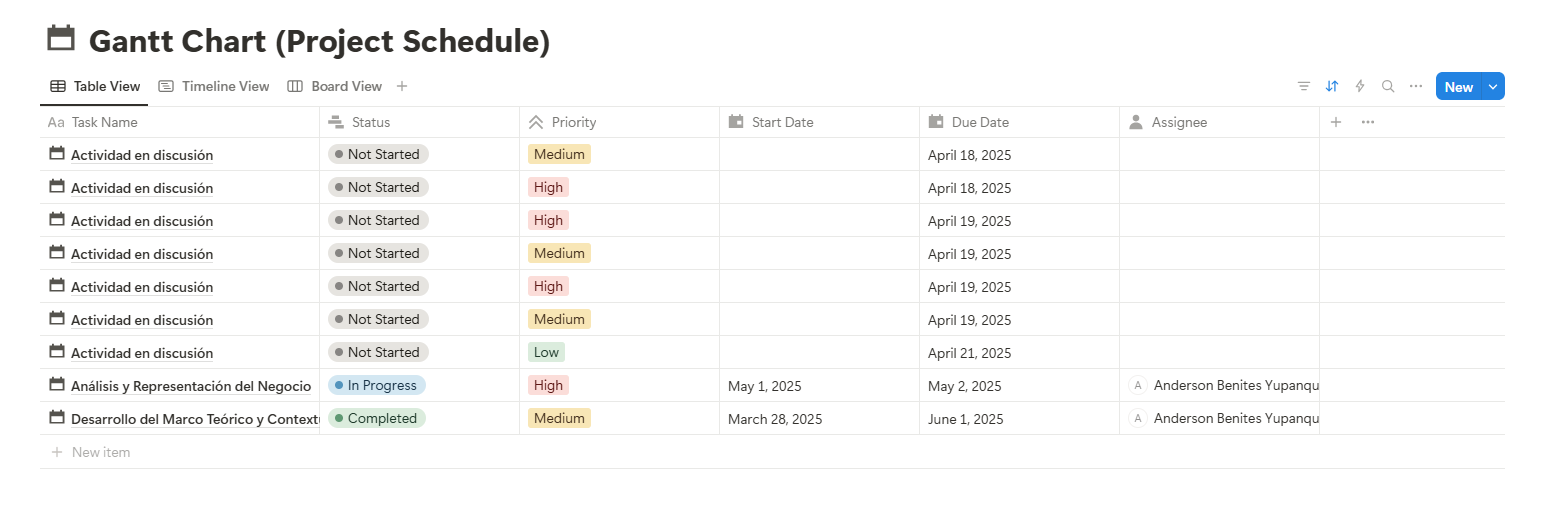 Gantt Chart (Project Schedule)
Table View Timeline View Board View New
Aa Task Name Status Priority Start Date Due Date Assignee
Actividad en discusión Not Started Medium April 18, 2025
Actividad en discusión Not Started High April 18, 2025
Actividad en discusión Not Started High April 19, 2025
Actividad en discusión Not Started Medium April 19, 2025
Actividad en discusión Not Started High April 19, 2025
Actividad en discusión Not Started Medium April 19, 2025
Actividad en discusión Not Started Low April 21, 2025
Análisis y Representación del Negocio In Progress High May 1, 2025 May 2, 2025 A Anderson Benites Yupanqu
Desarrollo del Marco Teórico y Context Completed Medium March 28, 2025 June 1, 2025 A Anderson Benites Yupanqu
New item